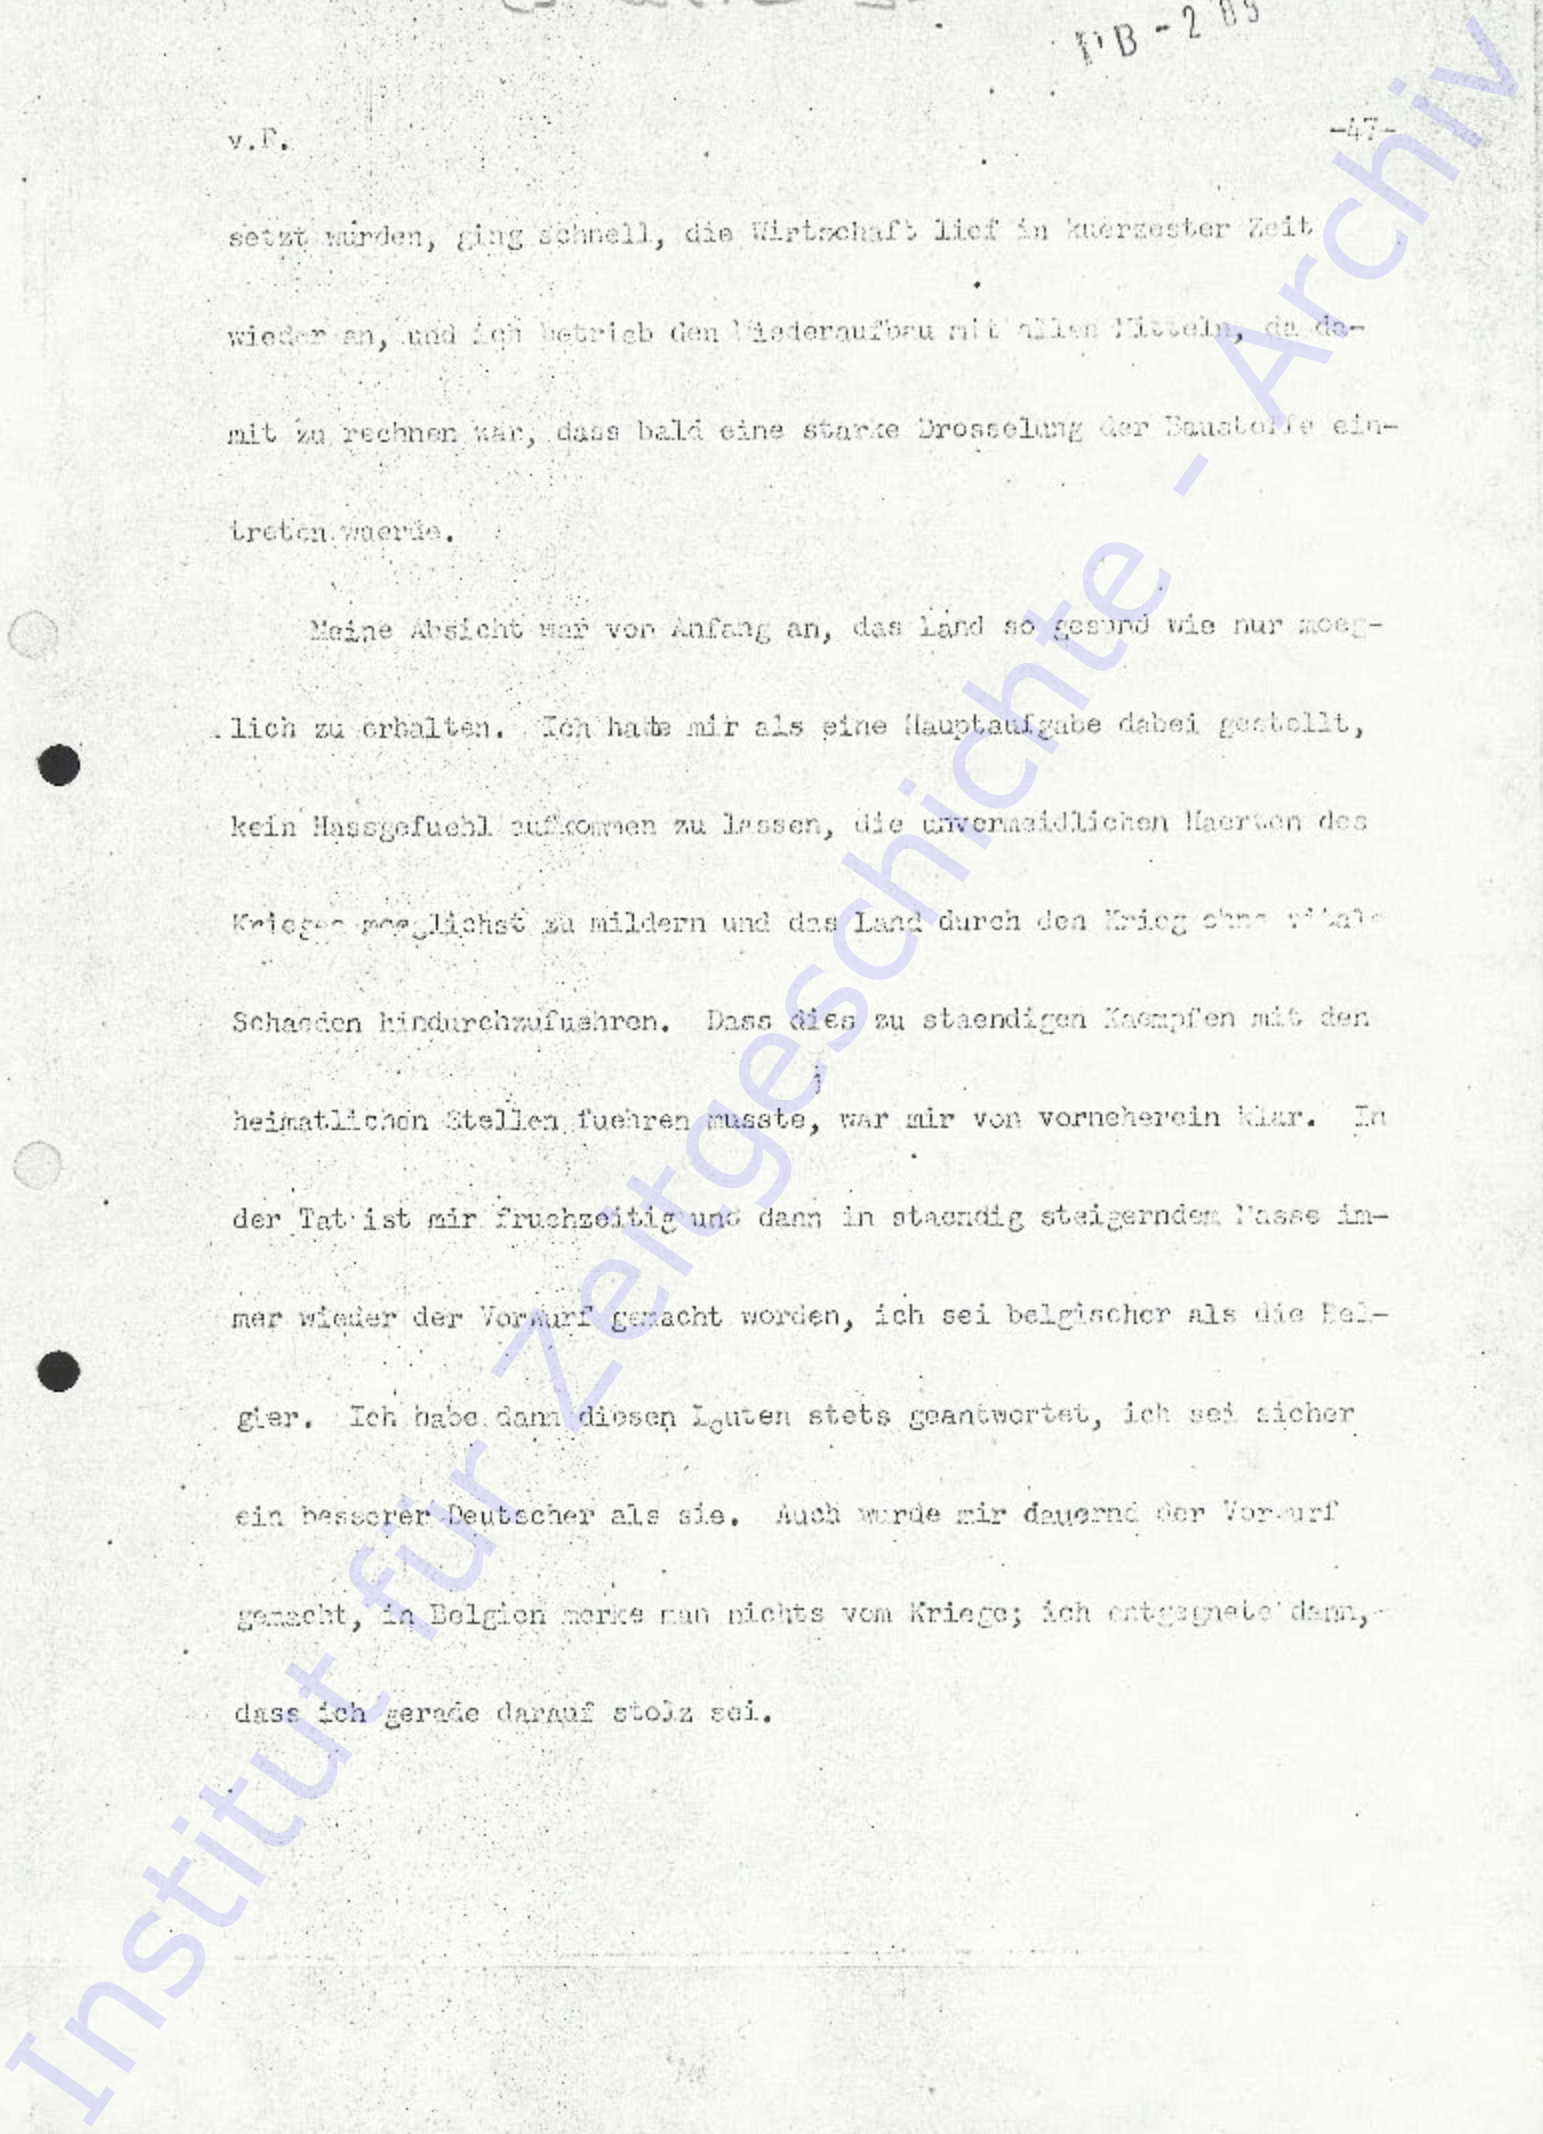 PB-2 89
v.F.
-47-
setzt wurden, ging schnell, die Wirtschaft lief in kuerzester Zeit
wieder an, und ich betrieb den Wiederaufbau mit allen Mitteln, da da-
mit zu rechnen war, dass bald eine starke Drosselung der Baustoffe ein-
treten wuerde.
Meine Absicht war von Anfang an, das Land so gesund wie nur moeg-
lich zu erhalten. Ich hatte mir als eine Hauptaufgabe dabei gestellt,
kein Hassgefuehl aufkommen zu lassen, die unvermeidlichen Haerten des
Krieges moeglichst zu mildern und das Land durch den Krieg ohne vitale
Schaeden hindurchzufuehren. Dass dies zu staendigen Kaempfen mit den
heimatlichen Stellen fuehren musste, war mir von vorneherein klar. In
der Tat ist mir fruehzeitig und dann in staendig steigerndem Masse im-
mer wieder der Vorwurf gemacht worden, ich sei belgischer als die Bel-
gier. Ich habe dann diesen Leuten stets geantwortet, ich sei sicher
ein besserer Deutscher als sie. Auch wurde mir dauernd der Vorwurf
gemacht, in Belgien merke man nichts vom Kriege; ich entgegnete dann,
dass ich gerade darauf stolz sei.
Institut für Zeitgeschichte - Archiv